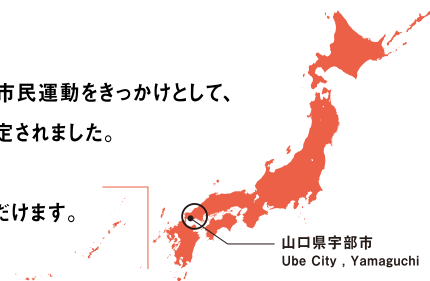 市民運動をきっかけとして、
定されました。
だけます。
山口県宇部市
Ube City , Yamaguchi